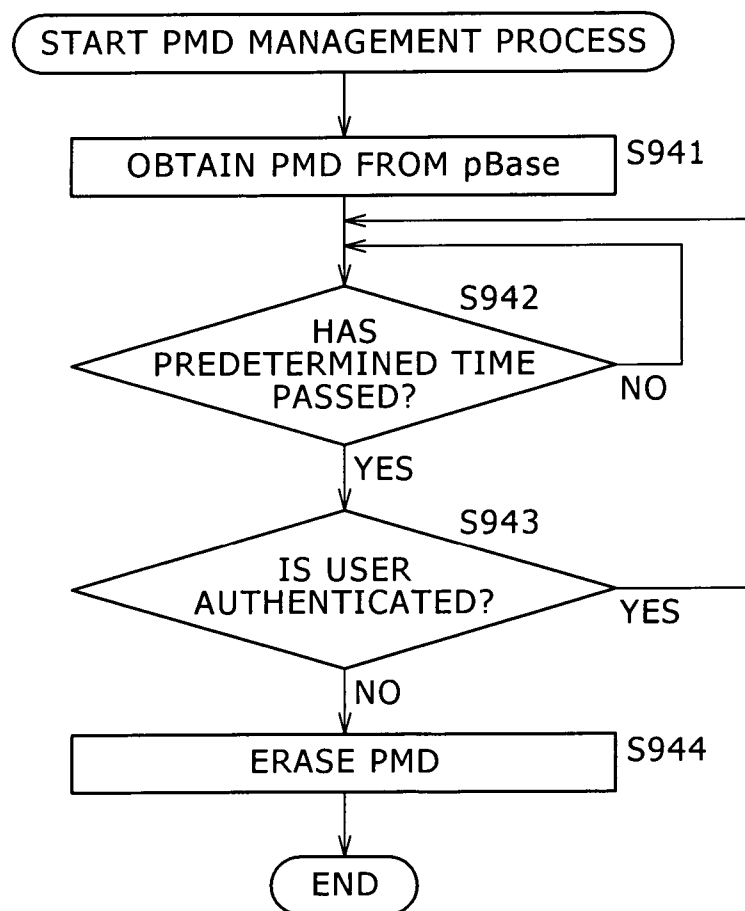 START PMD MANAGEMENT PROCESS
OBTAIN PMD FROM pBase
S941
S942
HAS
PREDETERMINED TIME
PASSED?
NO
YES
S943
IS USER
AUTHENTICATED?
YES
NO
ERASE PMD
S944
END